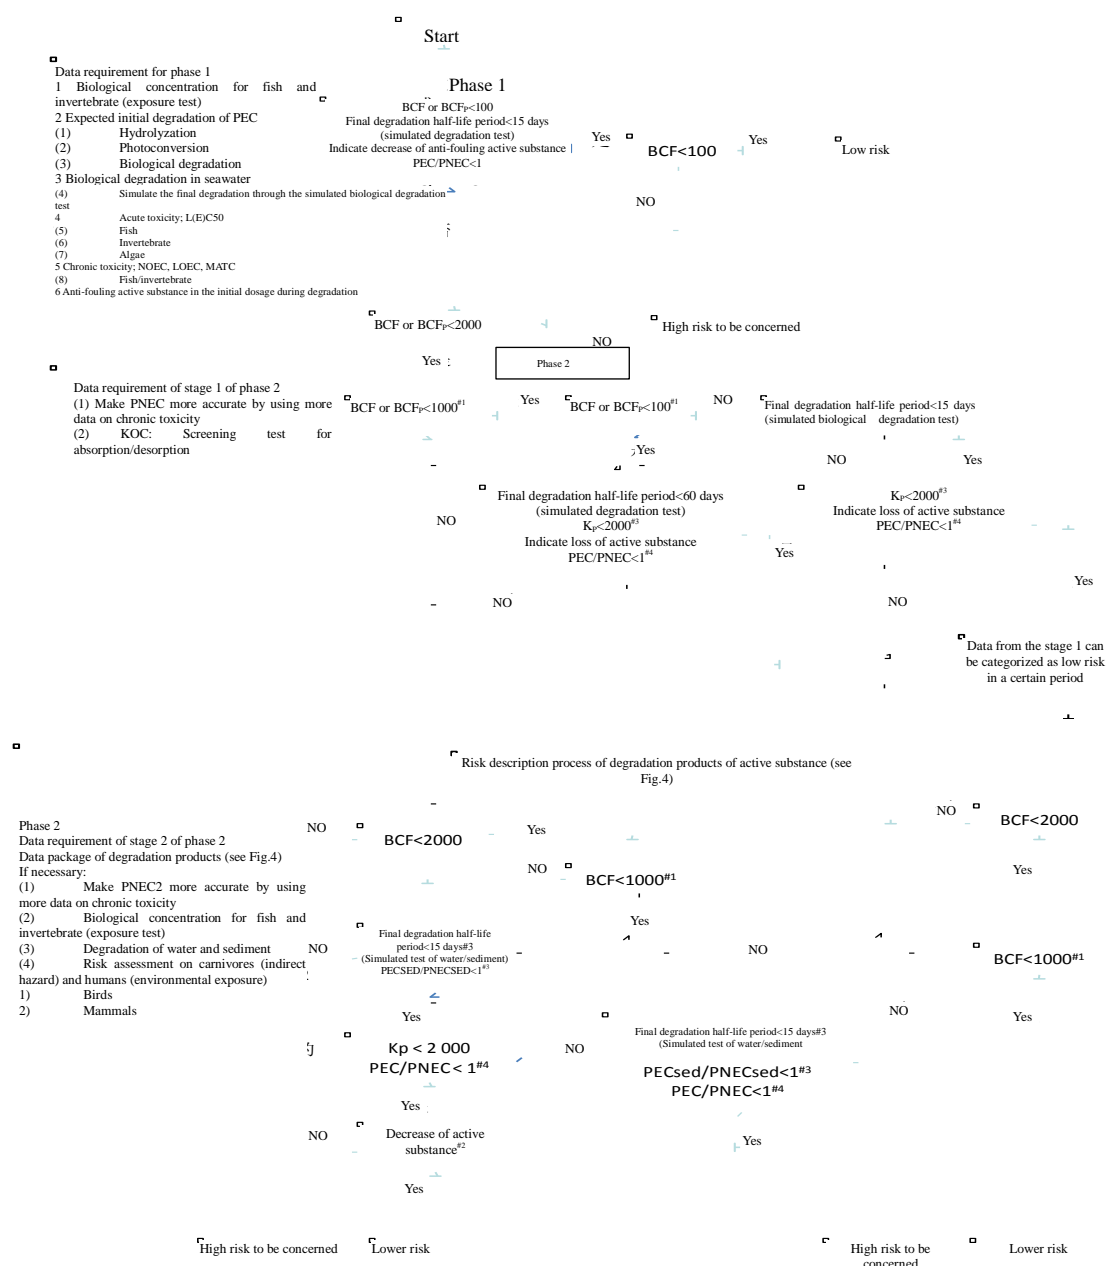 Start
Phase 1
Data requirement for phase 1
1 Biological concentration for fish and
invertebrate (exposure test)
2 Expected initial degradation of PEC
(1) Hydrolyzation
(2) Photoconversion
(3) Biological degradation
3 Biological degradation in seawater
(4) Simulate the final degradation through the simulated biological degradation
test
4 Acute toxicity; L(E)C50
(5) Fish
(6) Invertebrate
(7) Algae
5 Chronic toxicity; NOEC, LOEC, MATC
(8) Fish/invertebrate
6 Anti-fouling active substance in the initial dosage during degradation
BCF or BCFP<100
Final degradation half-life period<15 days
(simulated degradation test)
Indicate decrease of anti-fouling active substance
PEC/PNEC<1
Yes
BCF<100
Yes
Low risk
NO
BCF or BCFP<2000
NO
High risk to be concerned
Yes
Phase 2
Data requirement of stage 1 of phase 2
(1) Make PNEC more accurate by using more
data on chronic toxicity
(2) KOC: Screening test for
absorption/desorption
BCF or BCFP<1000#1
Yes
BCF or BCFP<100#1
NO
Final degradation half-life period<15 days
(simulated biological degradation test)
Yes
NO
Yes
NO
Final degradation half-life period<60 days
(simulated degradation test)
KP<2000#3
Indicate loss of active substance
PEC/PNEC<1#4
Yes
KP<2000#3
Indicate loss of active substance
PEC/PNEC<1#4
Yes
NO
NO
Data from the stage 1 can
be categorized as low risk
in a certain period
Risk description process of degradation products of active substance (see
Fig.4)
Phase 2
Data requirement of stage 2 of phase 2
Data package of degradation products (see Fig.4)
If necessary:
(1) Make PNEC2 more accurate by using
more data on chronic toxicity
(2) Biological concentration for fish and
invertebrate (exposure test)
(3) Degradation of water and sediment
(4) Risk assessment on carnivores (indirect
hazard) and humans (environmental exposure)
1) Birds
2) Mammals
NO
BCF<2000
Yes
NO
BCF<2000
Yes
NO
BCF<1000#1
Yes
NO
Final degradation half-life
period<15 days#3
(Simulated test of water/sediment)
PECSED/PNECSED<1#3
NO
BCF<1000#1
Yes
NO
Yes
Kp < 2 000
PEC/PNEC < 1#4
NO
Final degradation half-life period<15 days#3
(Simulated test of water/sediment
PECsed/PNECsed<1#3
PEC/PNEC<1#4
Yes
NO
Decrease of active
substance#2
Yes
Yes
High risk to be concerned
Lower risk
High risk to be
concerned
Lower risk